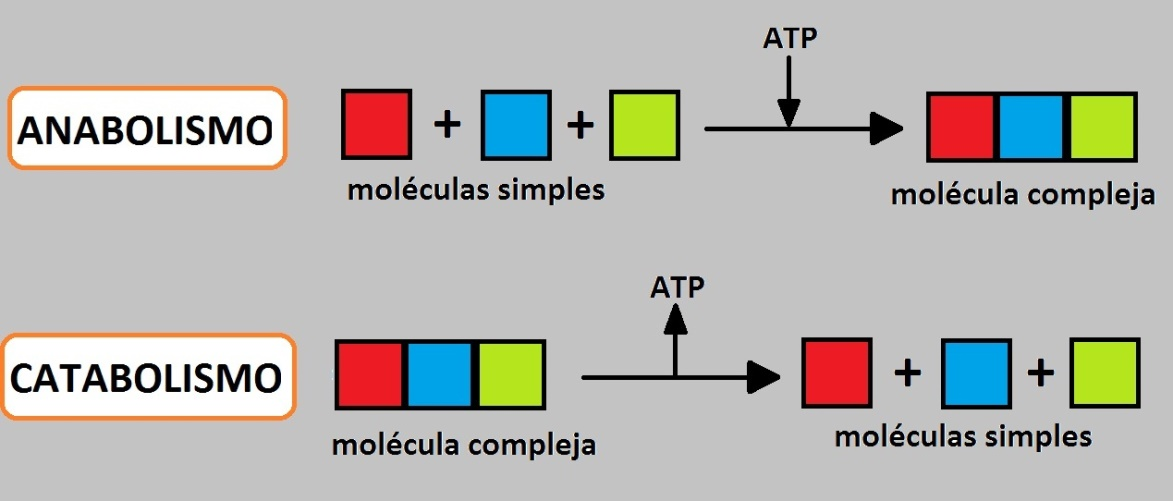 ATP
ANABOLISMO
+ +
moléculas simples
molécula compleja
ATP
CATABOLISMO
+ +
molécula compleja
moléculas simples